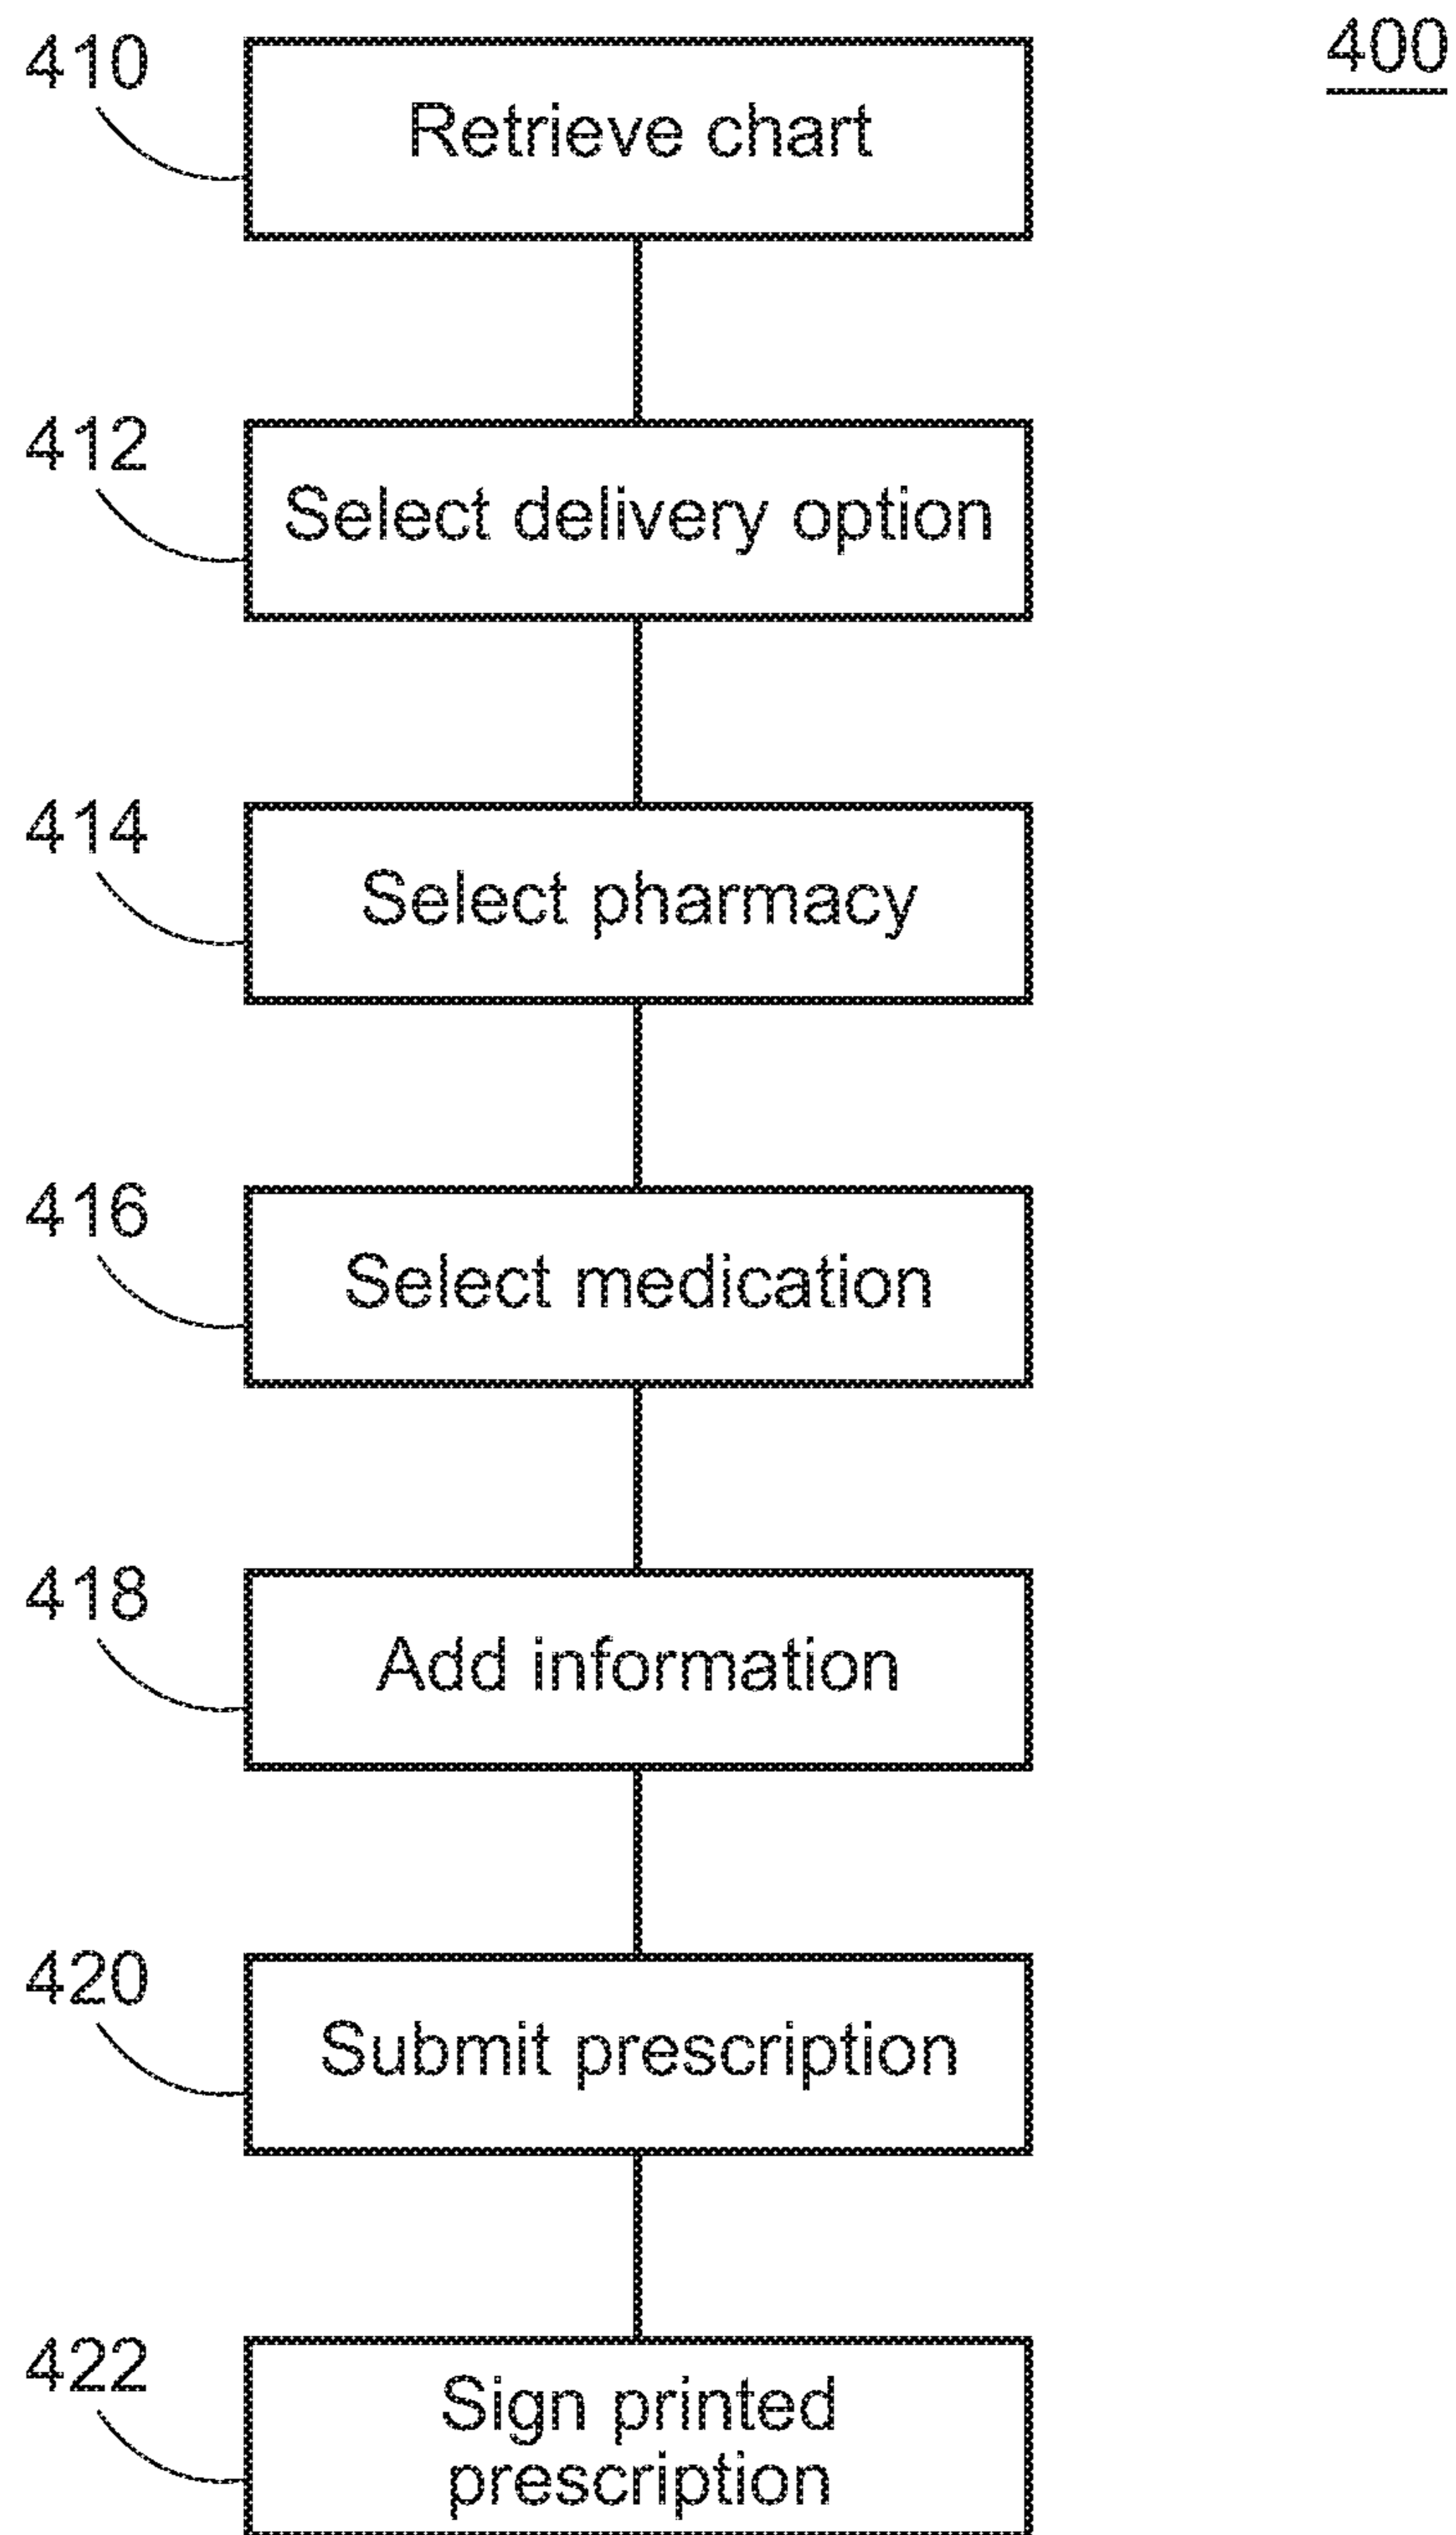 400
410
Retrieve chart
412
Select delivery option
414
Select pharmacy
416
Select medication
418
Add information
420
Submit prescription
422
Sign printed
prescription